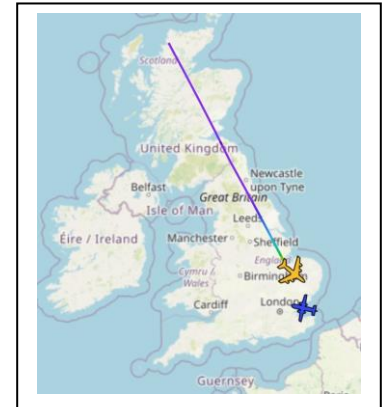 Scotland
United Kingdom
Newcastle
upon Tyne
Belfast
Great Britain
Isle of Man
Leeds
Éire / Ireland
Manchester
Sheffield
England
Cymru /
Wales
Birming
Cardiff
London
Guernsey